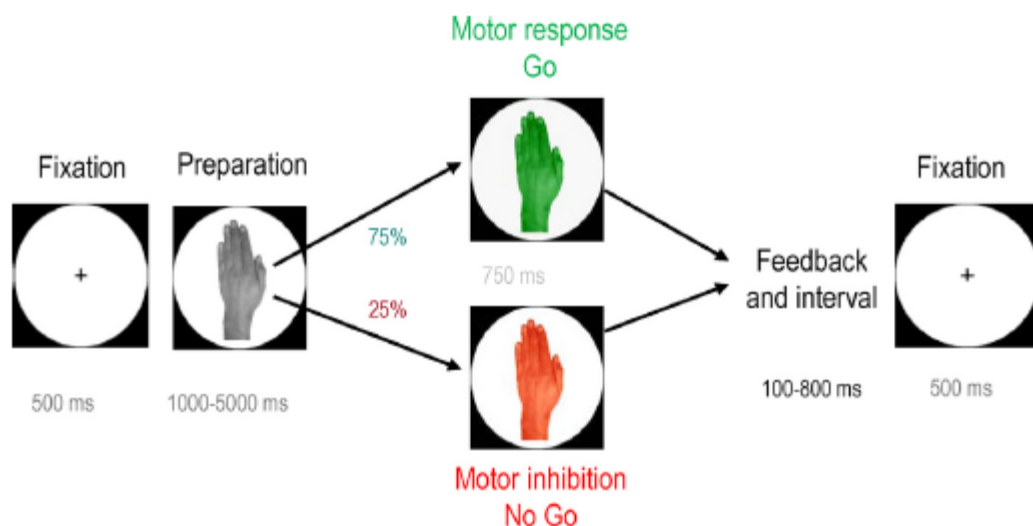 Motor response
Go
Fixation
Preparation
Fixation
75%
750 ms
Feedback
and interval
25%
500 ms
1000-5000 ms
100-800 ms
500 ms
Motor inhibition
No Go